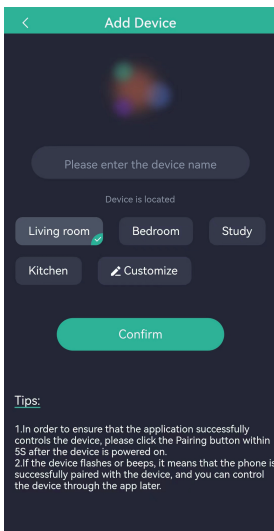 Add Device
Please enter the device name
Device is located
Living room Bedroom Study
Kitchen Customize
Confirm
Tips:
1.In order to ensure that the application successfully
controls the device, please click the Pairing button within
5S after the device is powered on.
2.If the device flashes or beeps, it means that the phone is
successfully paired with the device, and you can control
the device through the app later.